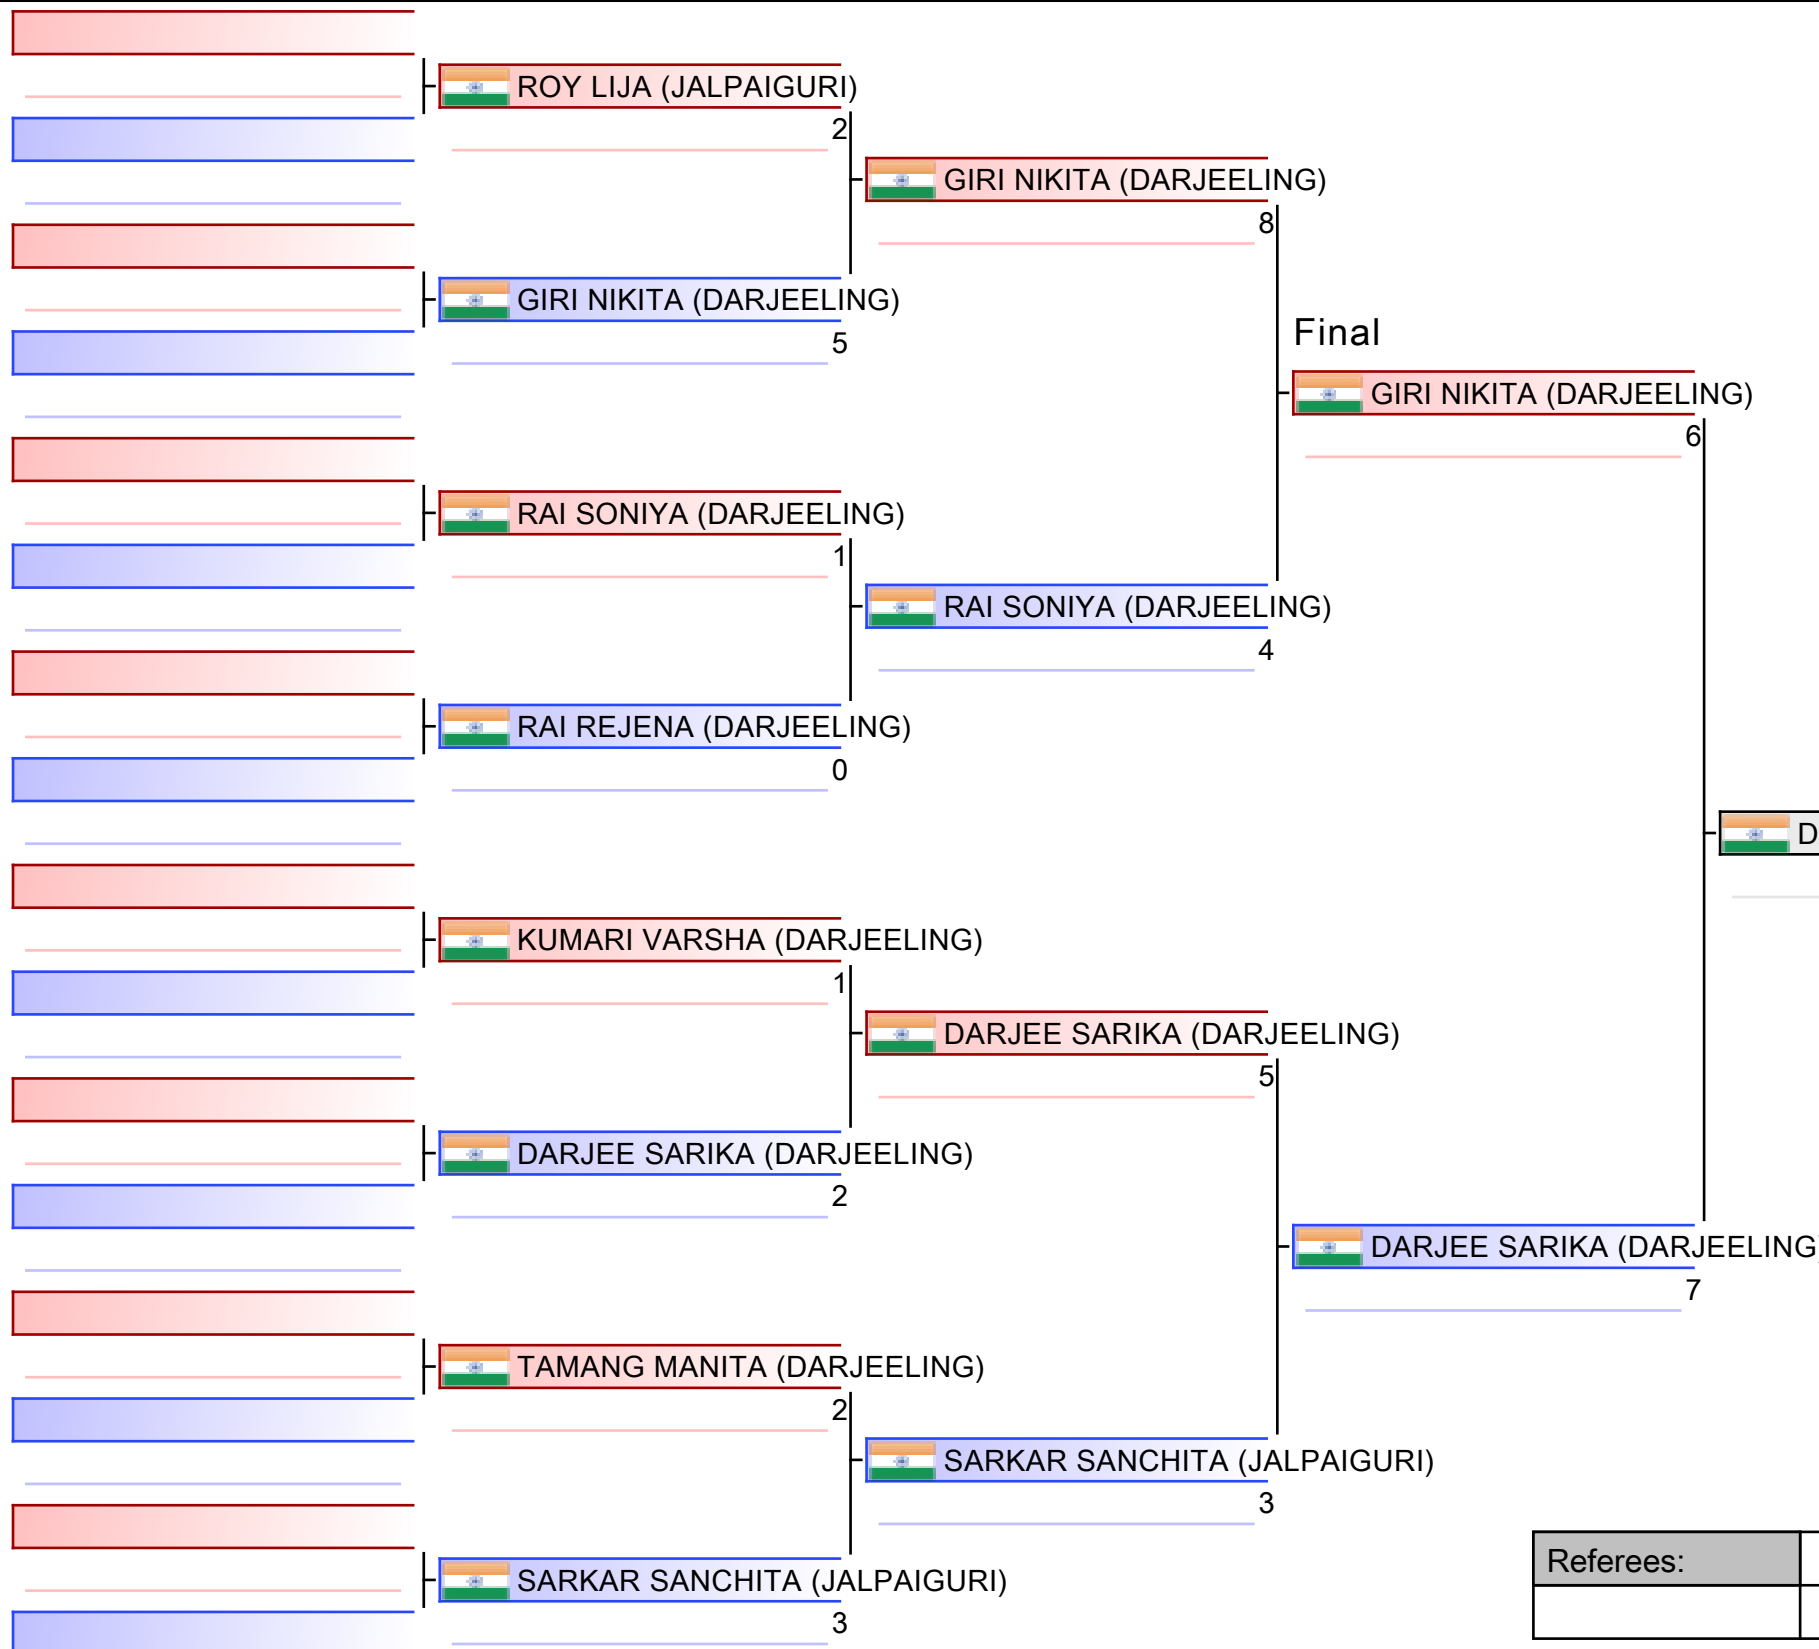 ROY LIJA (JALPAIGURI)
2
GIRI NIKITA (DARJEELING)
8
GIRI NIKITA (DARJEELING)
5
Final
GIRI NIKITA (DARJEELING)
6
RAI SONIYA (DARJEELING)
1
RAI SONIYA (DARJEELING)
4
RAI REJENA (DARJEELING)
0
D
KUMARI VARSHA (DARJEELING)
1
DARJEE SARIKA (DARJEELING)
5
DARJEE SARIKA (DARJEELING)
2
DARJEE SARIKA (DARJEELING)
7
TAMANG MANITA (DARJEELING)
2
SARKAR SANCHITA (JALPAIGURI)
3
Referees:
SARKAR SANCHITA (JALPAIGURI)
3